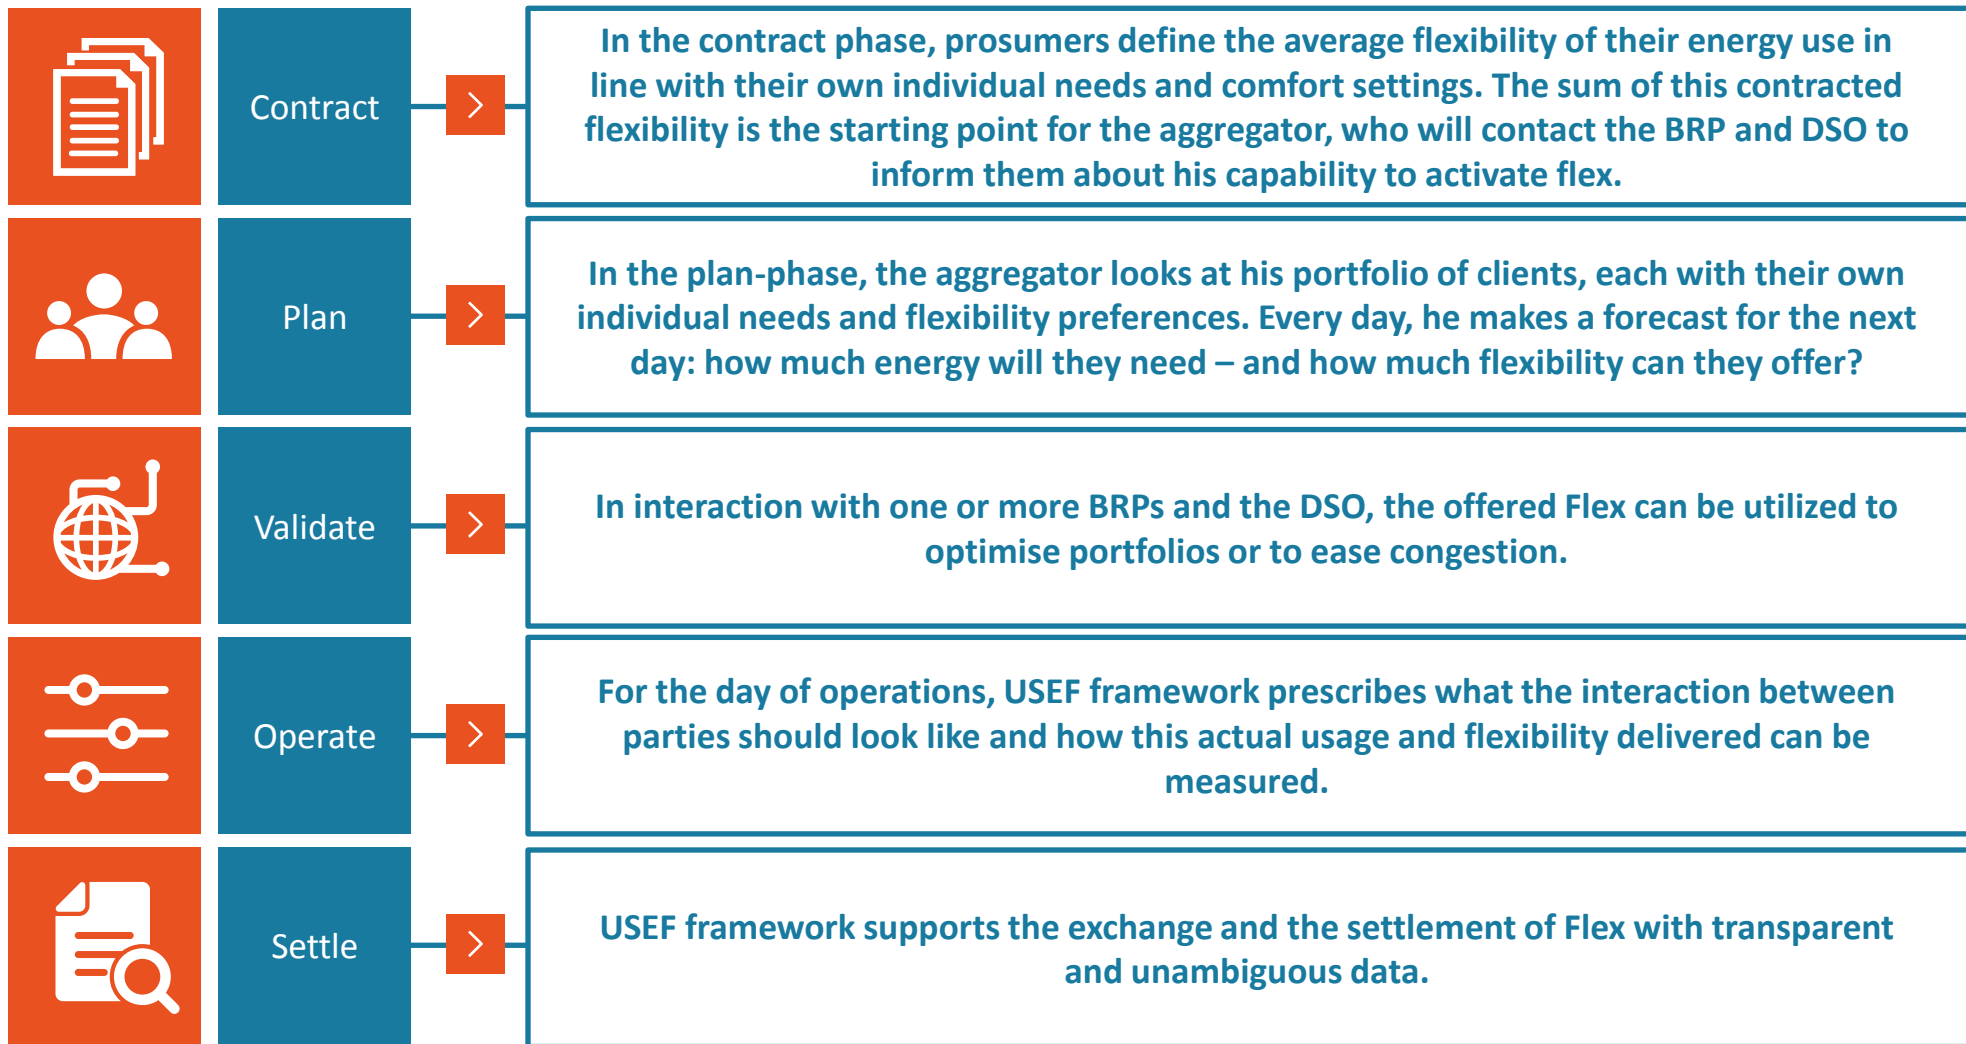 Contract
In the contract phase, prosumers define the average flexibility of their energy use in
line with their own individual needs and comfort settings. The sum of this contracted
flexibility is the starting point for the aggregator, who will contact the BRP and DSO to
inform them about his capability to activate flex.
Plan
In the plan-phase, the aggregator looks at his portfolio of clients, each with their own
individual needs and flexibility preferences. Every day, he makes a forecast for the next
day: how much energy will they need – and how much flexibility can they offer?
Validate
In interaction with one or more BRPs and the DSO, the offered Flex can be utilized to
optimise portfolios or to ease congestion.
Operate
For the day of operations, USEF framework prescribes what the interaction between
parties should look like and how this actual usage and flexibility delivered can be
measured.
Settle
USEF framework supports the exchange and the settlement of Flex with transparent
and unambiguous data.